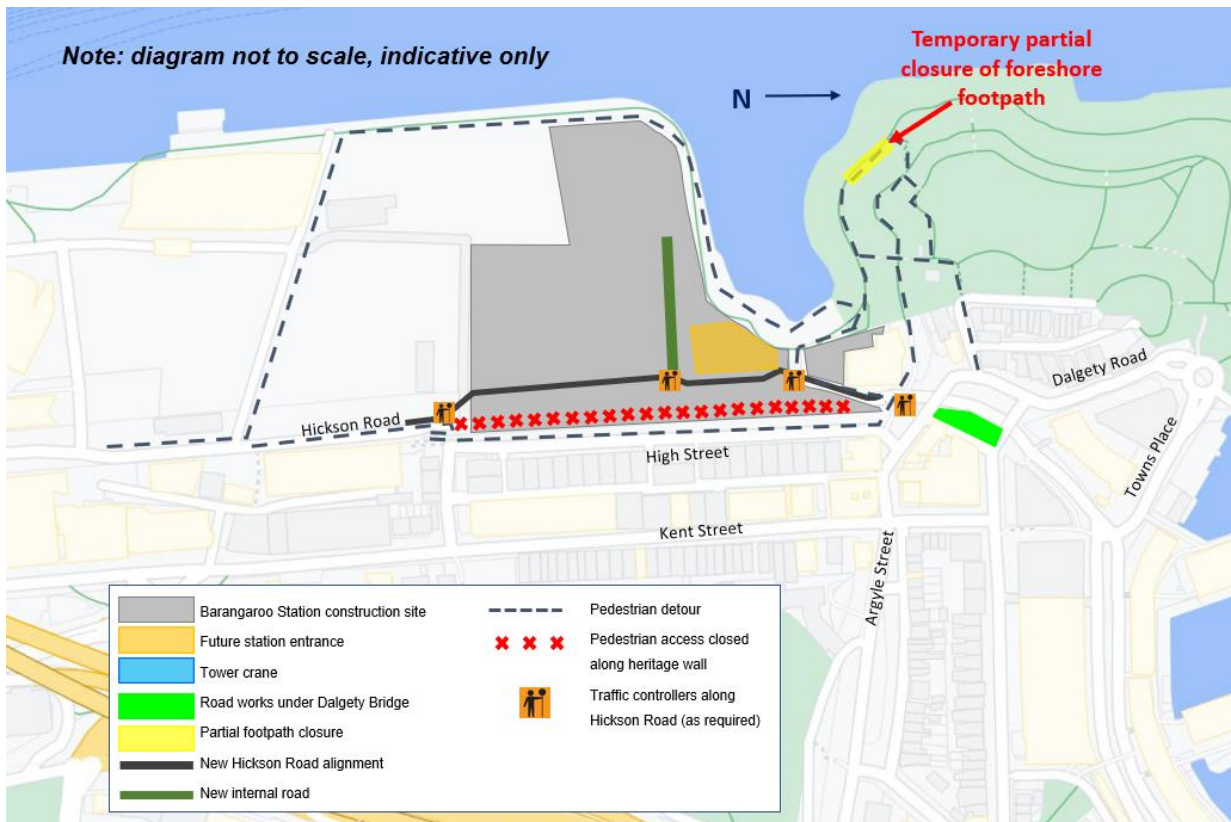 Note: diagram not to scale, indicative only
Temporary partial
closure of foreshore
footpath
N
Dalgety Road
Towns Place
Hickson Road
High Street
Kent Street
Argyle Street
Barangaroo Station construction site
Future station entrance
Tower crane
Road works under Dalgety Bridge
Partial footpath closure
New Hickson Road alignment
New internal road
Pedestrian detour
Pedestrian access closed
along heritage wall
Traffic controllers along
Hickson Road (as required)